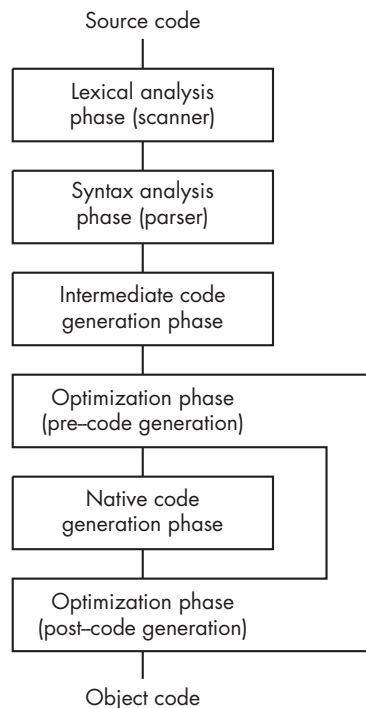 Source code
Lexical analysis
phase (scanner)
Syntax analysis
phase (parser)
Intermediate code
generation phase
Optimization phase
(pre–code generation)
Native code
generation phase
Optimization phase
(post–code generation)
Object code